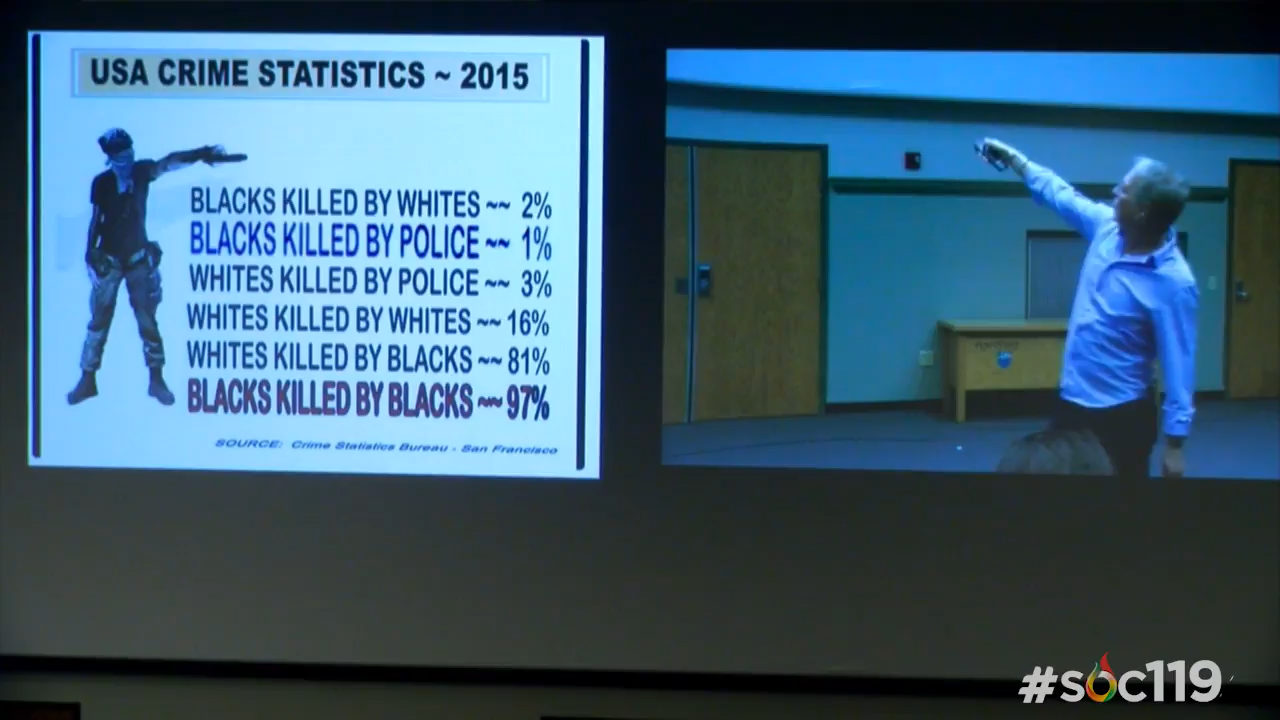 USA CRIME STATISTICS ~ 2015
BLACKS KILLED BY WHITES ~~ 2%
BLACKS KILLED BY POLICE ~~ 1%
WHITES KILLED BY POLICE ~~ 3%
WHITES KILLED BY WHITES ~~ 16%
WHITES KILLED BY BLACKS ~~ 81%
BLACKS KILLED BY BLACKS ~~ 97%
SOURCE: Crime Statistics Bureau - San Francisco
#soc119